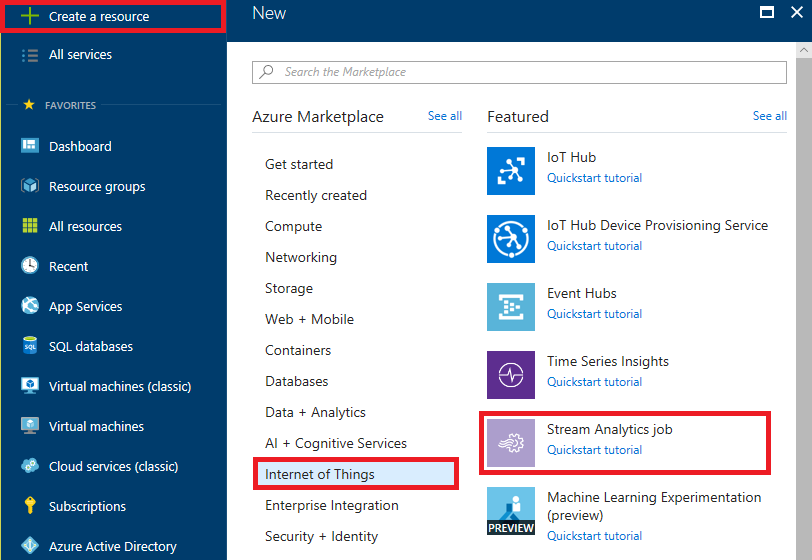 Create a resource
All services
FAVORITES
Dashboard
Resource groups
All resources
Recent
App Services
SQL databases
Virtual machines (classic)
Virtual machines
Cloud services (classic)
Subscriptions
Azure Active Directory
New
Search the Marketplace
Azure Marketplace
See all
Get started
Recently created
Compute
Networking
Storage
Web + Mobile
Containers
Databases
Data + Analytics
AI + Cognitive Services
Internet of Things
Enterprise Integration
Security + Identity
Featured
See all
IoT Hub
Quickstart tutorial
IoT Hub Device Provisioning Service
Quickstart tutorial
Event Hubs
Quickstart tutorial
Time Series Insights
Quickstart tutorial
Stream Analytics job
Quickstart tutorial
PREVIEW
Machine Learning Experimentation
(preview)
Quickstart tutorial